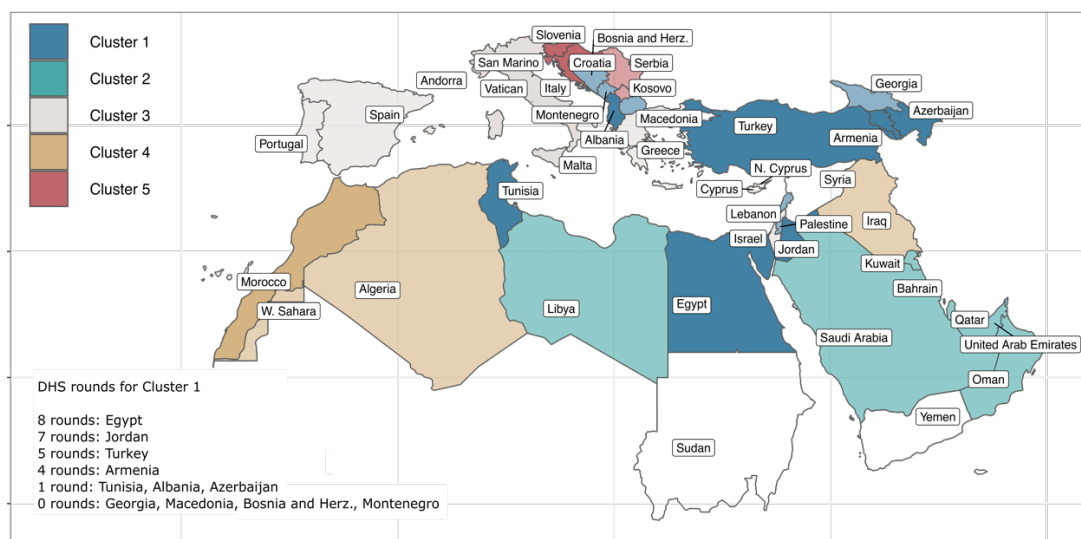 Cluster 1
Cluster 2
Cluster 3
Cluster 4
Cluster 5
Slovenia
Bosnia and Herz.
San Marino
Croatia
Serbia
Andorra
Vatican
Italy
Kosovo
Georgia
Spain
Montenegro
Macedonia
Azerbaijan
Turkey
Portugal
Albania
Armenia
Greece
Malta
N. Cyprus
Syria
Tunisia
Cyprus
Lebanon
Palestine
Iraq
Israel
Jordan
Kuwait
Morocco
Algeria
Bahrain
W. Sahara
Libya
Egypt
Qatar
Saudi Arabia
United Arab Emirates
Oman
Yemen
Sudan
DHS rounds for Cluster 1
8 rounds: Egypt
7 rounds: Jordan
5 rounds: Turkey
4 rounds: Armenia
1 round: Tunisia, Albania, Azerbaijan
0 rounds: Georgia, Macedonia, Bosnia and Herz., Montenegro